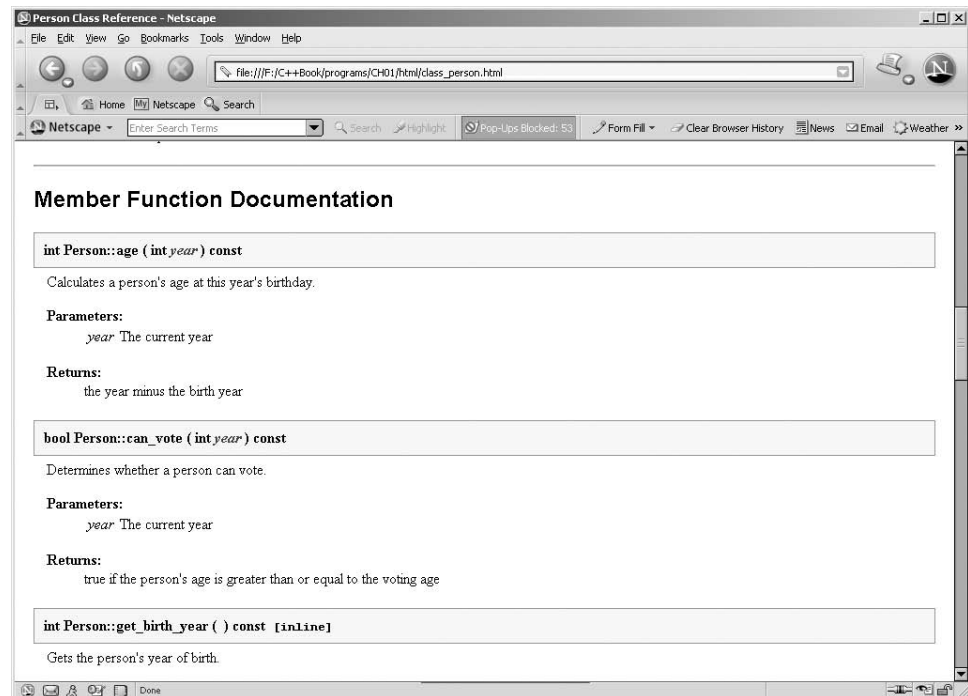 Person Class Reference - Netscape
File Edit View Go Bookmarks Tools Window Help
file:///F:/C++Book/programs/CH01/html/class_person.html
N
Home My Netscape Search
Netscape Enter Search Terms Search Highlight Pop-Ups Blocked: 53 Form Fill Clear Browser History News Email Weather »
Member Function Documentation
int Person::age ( int year ) const
Calculates a person's age at this year's birthday.
Parameters:
year The current year
Returns:
the year minus the birth year
bool Person::can_vote ( int year ) const
Determines whether a person can vote.
Parameters:
year The current year
Returns:
true if the person's age is greater than or equal to the voting age
int Person::get_birth_year ( ) const [inline]
Gets the person's year of birth.
Done